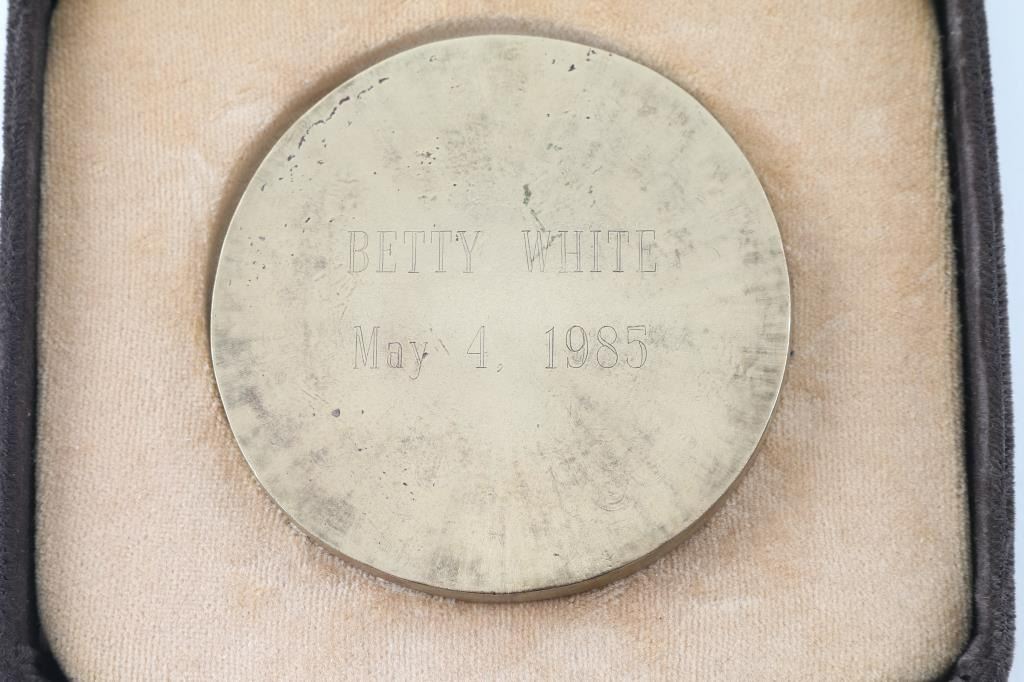 BETTY WHITE
May 4, 1985